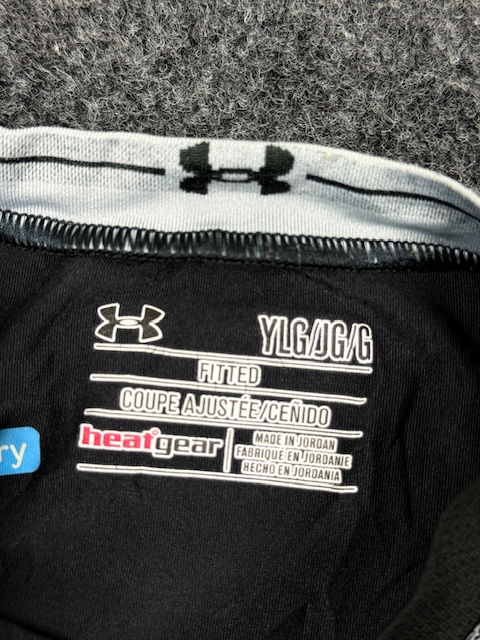 YLG/JG/G
FITTED
COUPE AJUSTÉE/CEÑIDO
heatgear
MADE IN JORDAN
FABRIQUÉ EN JORDANIE
HECHO EN JORDANIA
ry